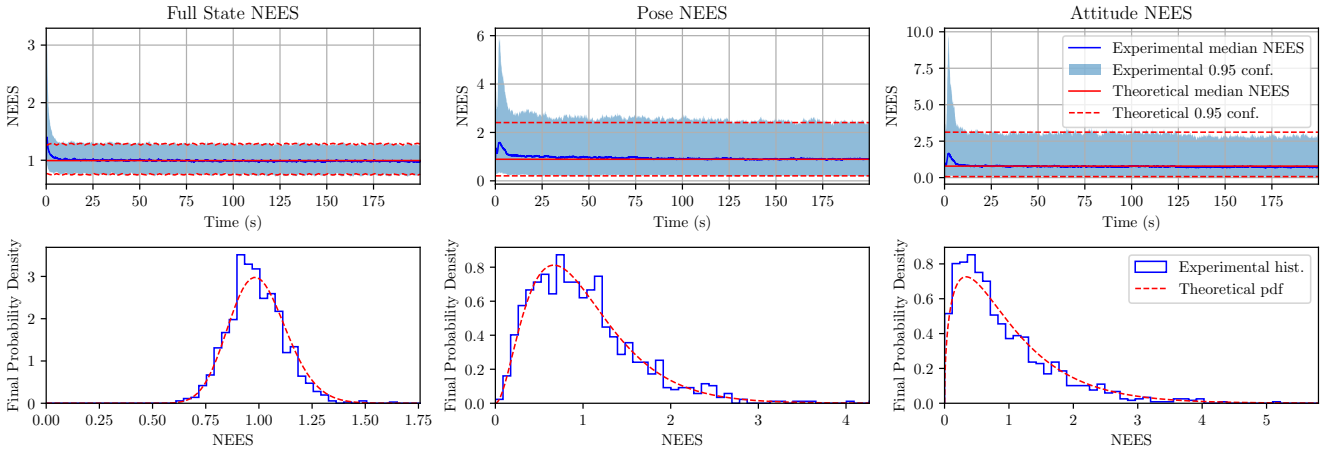 Full State NEES
Pose NEES
Attitude NEES
NEES
3
2
1
0 25 50 75 100 125 150 175
Time (s)
NEES
6
4
2
0
0 25 50 75 100 125 150 175
Time (s)
NEES
10.0
7.5
5.0
2.5
0.0
0 25 50 75 100 125 150 175
Time (s)
Experimental median NEES
Experimental 0.95 conf.
Theoretical median NEES
Theoretical 0.95 conf.
Final Probability Density
3
2
1
0
0.00 0.25 0.50 0.75 1.00 1.25 1.50 1.75
NEES
Final Probability Density
0.8
0.6
0.4
0.2
0.0
0 1 2 3 4
NEES
Final Probability Density
0.8
0.6
0.4
0.2
0.0
0 1 2 3 4 5
NEES
Experimental hist.
Theoretical pdf